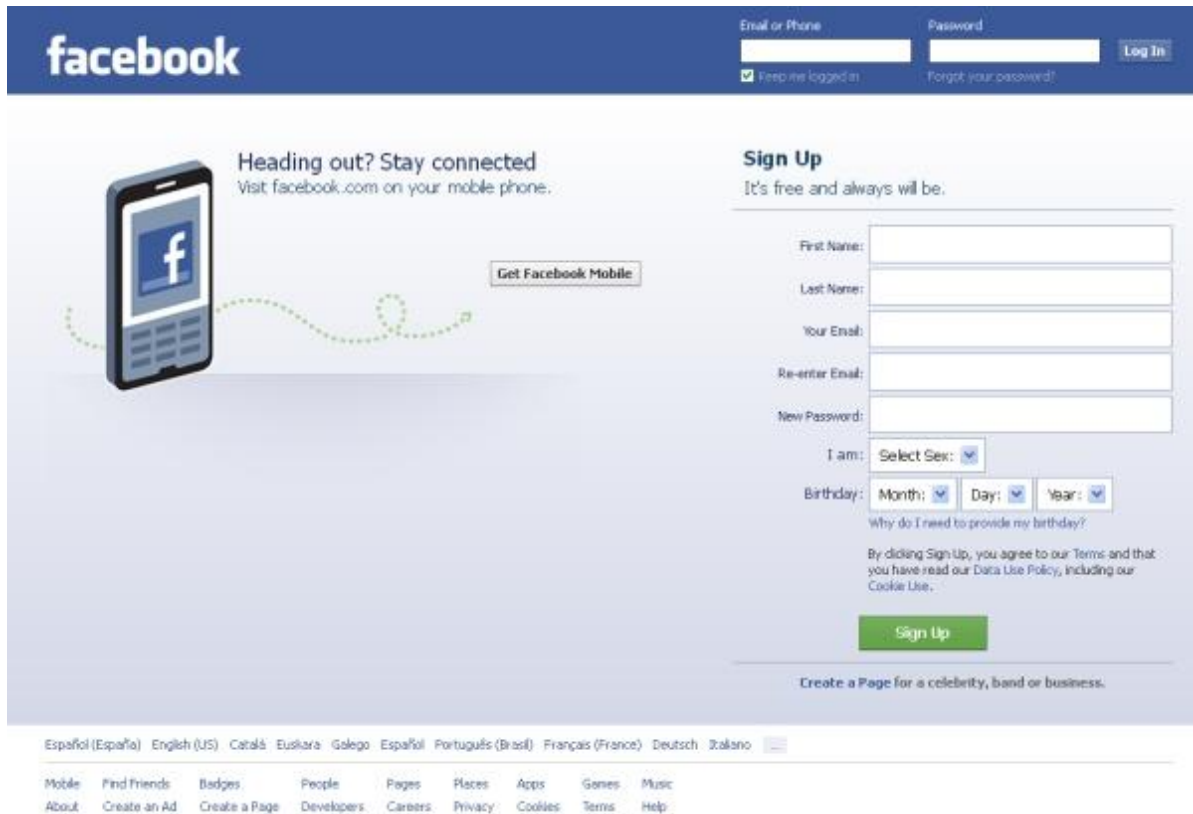 facebook
Email or Phone
Password
Log In
Keep me logged in
Forgot your password?
Heading out? Stay connected
Visit facebook.com on your mobile phone.
f
Get Facebook Mobile
Sign Up
It's free and always will be.
First Name:
Last Name:
Your Email:
Re-enter Email:
New Password:
I am: Select Sex:
Birthday: Month: Day: Year:
Why do I need to provide my birthday?
By clicking Sign Up, you agree to our Terms and that
you have read our Data Use Policy, including our
Cookie Use.
Sign Up
Create a Page for a celebrity, band or business.
Español (España) English (US) Català Euskara Galego Español Português (Brasil) Français (France) Deutsch Italiano ...
Mobile Find Friends Badges People Pages Places Apps Games Music
About Create an Ad Create a Page Developers Careers Privacy Cookies Terms Help